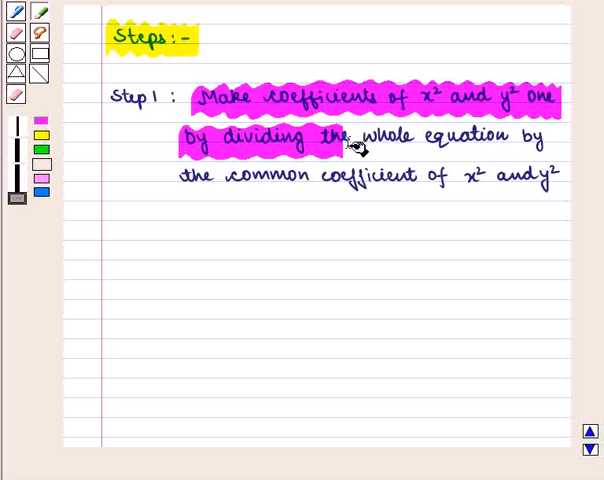 Steps:-
Step 1 : Make coefficients of x² and y² one
by dividing the whole equation by
the common coefficient of x² and y²